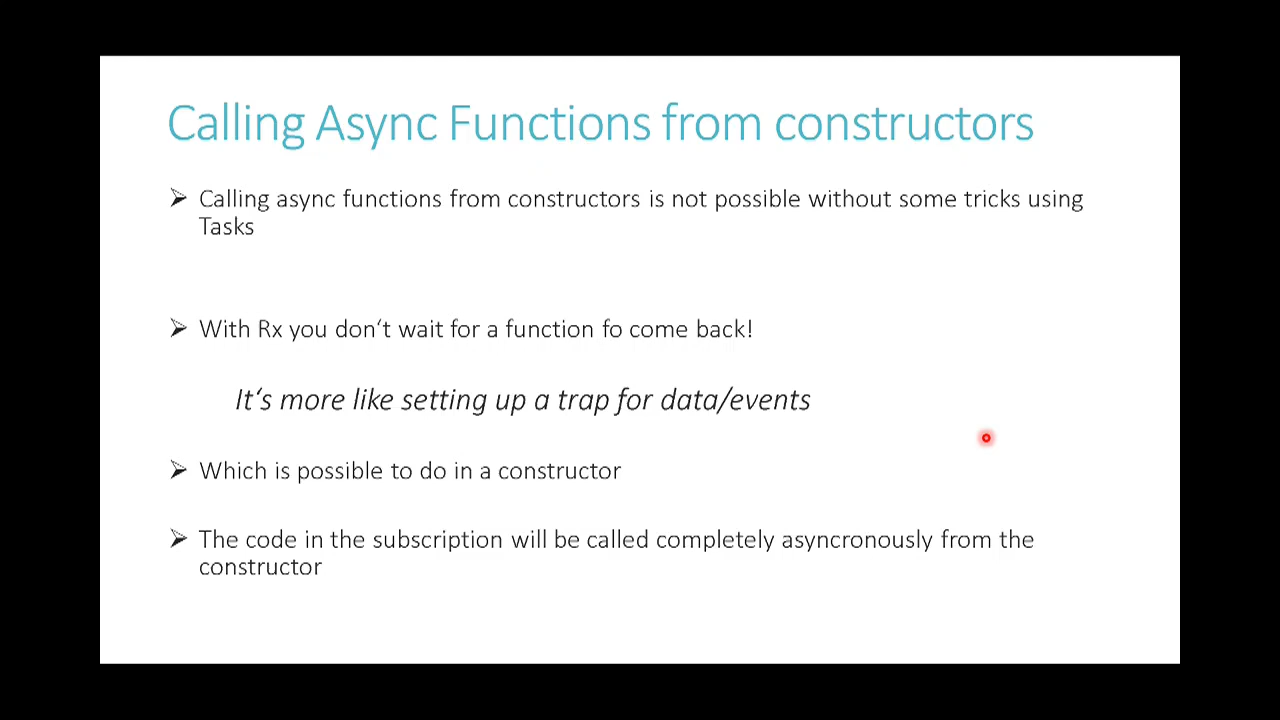 Calling Async Functions from constructors
Calling async functions from constructors is not possible without some tricks using
Tasks
With Rx you don‘t wait for a function fo come back!
It‘s more like setting up a trap for data/events
Which is possible to do in a constructor
The code in the subscription will be called completely asyncronously from the
constructor